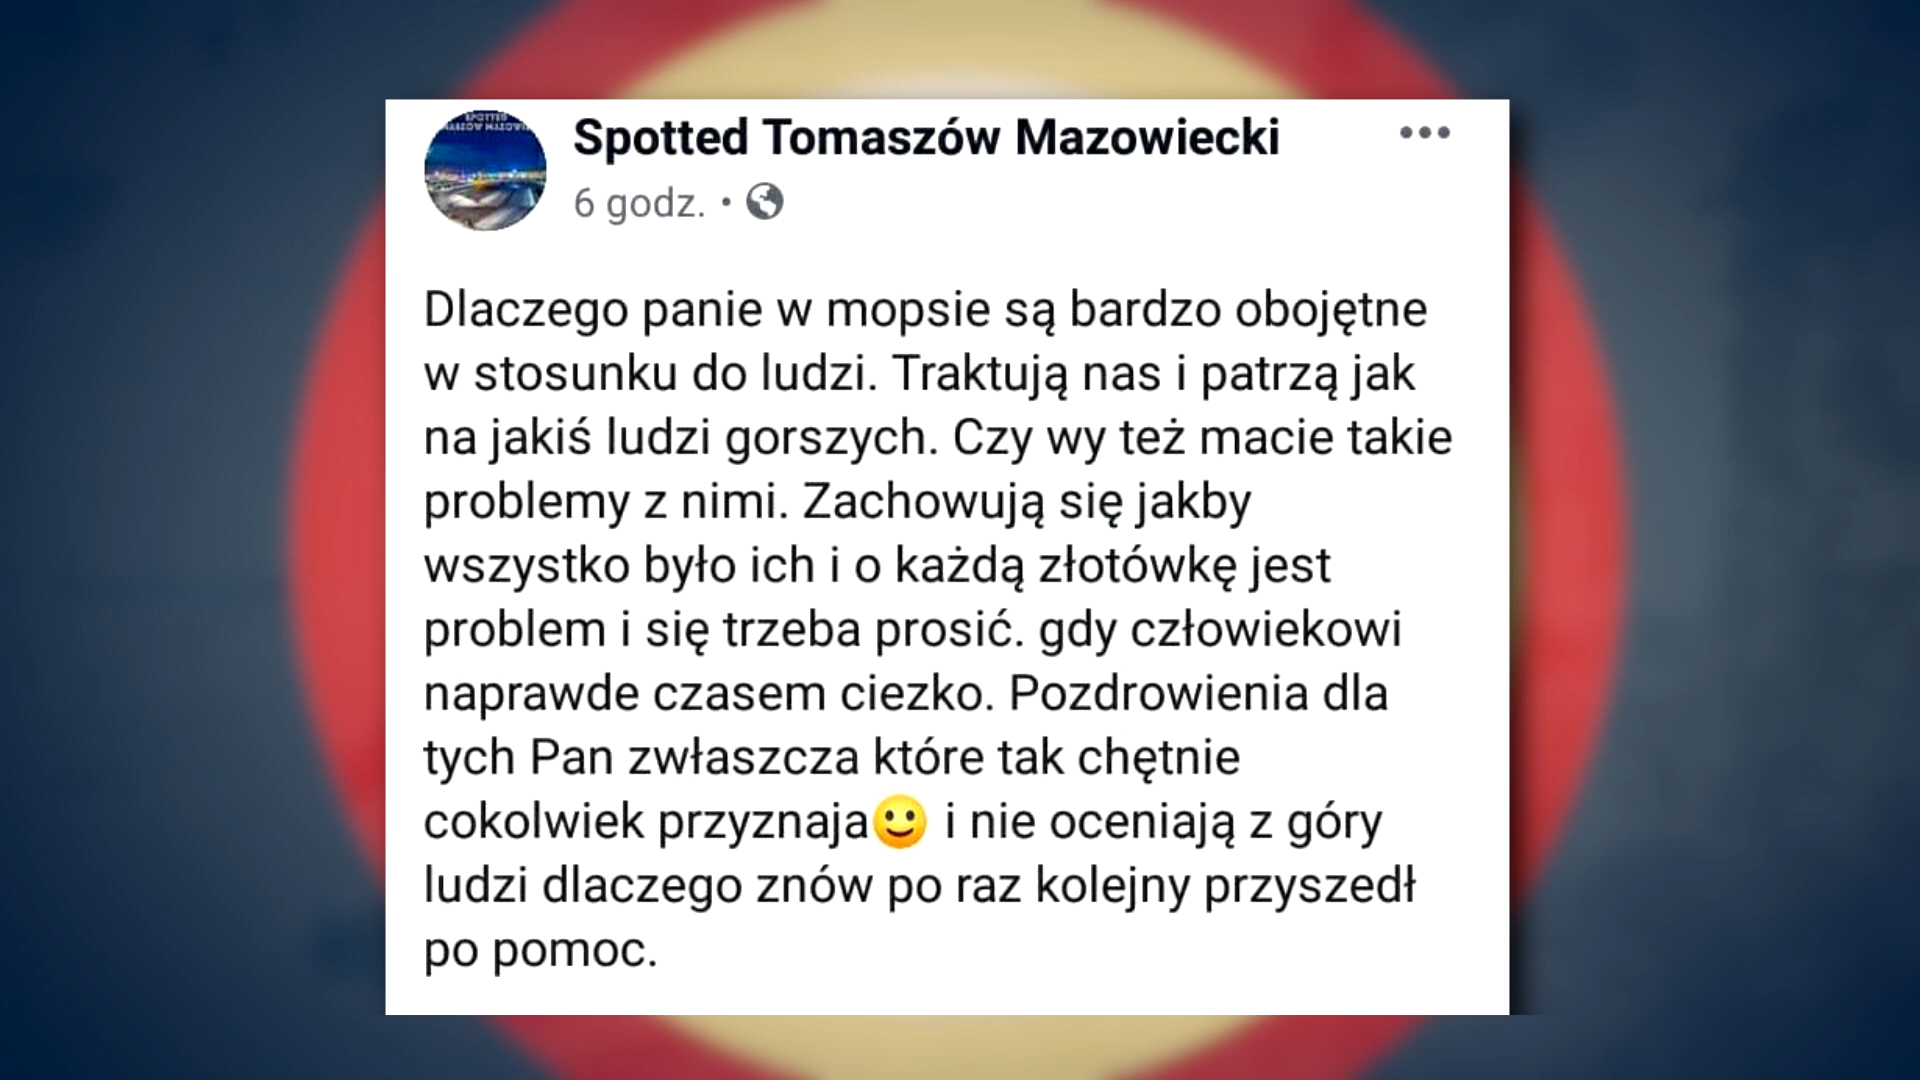 SPOTTED
Spotted Tomaszów Mazowiecki
6 godz. •
Dlaczego panie w mopsie są bardzo obojętne
w stosunku do ludzi. Traktują nas i patrzą jak
na jakiś ludzi gorszych. Czy wy też macie takie
problemy z nimi. Zachowują się jakby
wszystko było ich i o każdą złotówkę jest
problem i się trzeba prosić. gdy człowiekowi
naprawde czasem ciezko. Pozdrowienia dla
tych Pan zwłaszcza które tak chętnie
cokolwiek przyznaja🙂 i nie oceniają z góry
ludzi dlaczego znów po raz kolejny przyszedł
po pomoc.